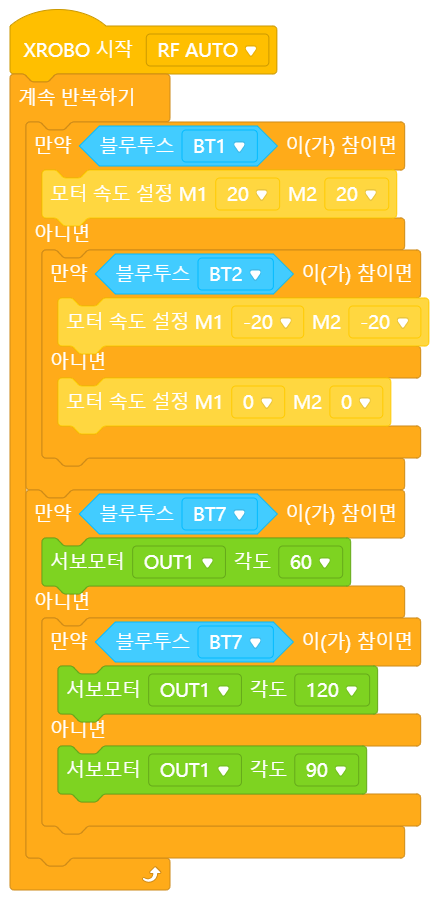 XROBO 시작 RF AUTO
계속 반복하기
만약 블루투스 BT1 이(가) 참이면
모터 속도 설정 M1 20 M2 20
아니면
만약 블루투스 BT2 이(가) 참이면
모터 속도 설정 M1 -20 M2 -20
아니면
모터 속도 설정 M1 0 M2 0
만약 블루투스 BT7 이(가) 참이면
서보모터 OUT1 각도 60
아니면
만약 블루투스 BT7 이(가) 참이면
서보모터 OUT1 각도 120
아니면
서보모터 OUT1 각도 90